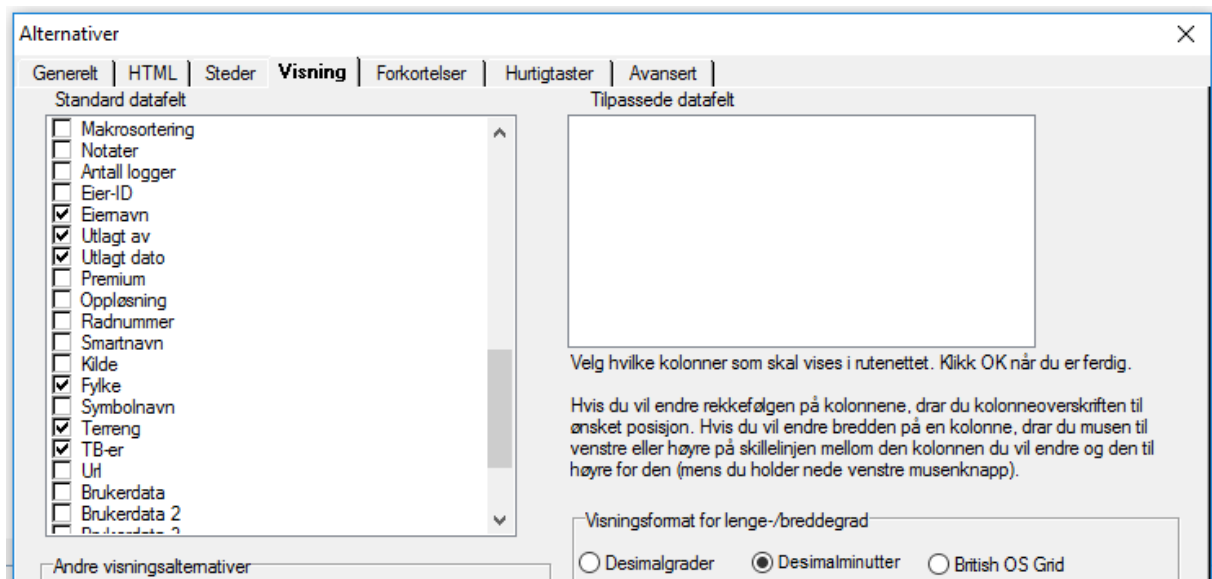 Alternativer
Generelt
HTML
Steder
Visning
Forkortelser
Hurtigtaster
Avansert
Standard datafelt
Makrosortering
Notater
Antall logger
Eier-ID
Eiernavn
Utlagt av
Utlagt dato
Premium
Oppløsning
Radnummer
Smartnavn
Kilde
Fylke
Symbolnavn
Terreng
TB-er
Url
Brukerdata
Brukerdata 2
Andre visningsalternativer
Tilpassede datafelt
Velg hvilke kolonner som skal vises i rutenettet. Klikk OK når du er ferdig.
Hvis du vil endre rekkefølgen på kolonnene, drar du kolonneoverskriften til
ønsket posisjon. Hvis du vil endre bredden på en kolonne, drar du musen til
venstre eller høyre på skillelinjen mellom den kolonnen du vil endre og den til
høyre for den (mens du holder nede venstre musenknapp).
Visningsformat for lenge-/breddegrad
Desimalgrader
Desimalminutter
British OS Grid